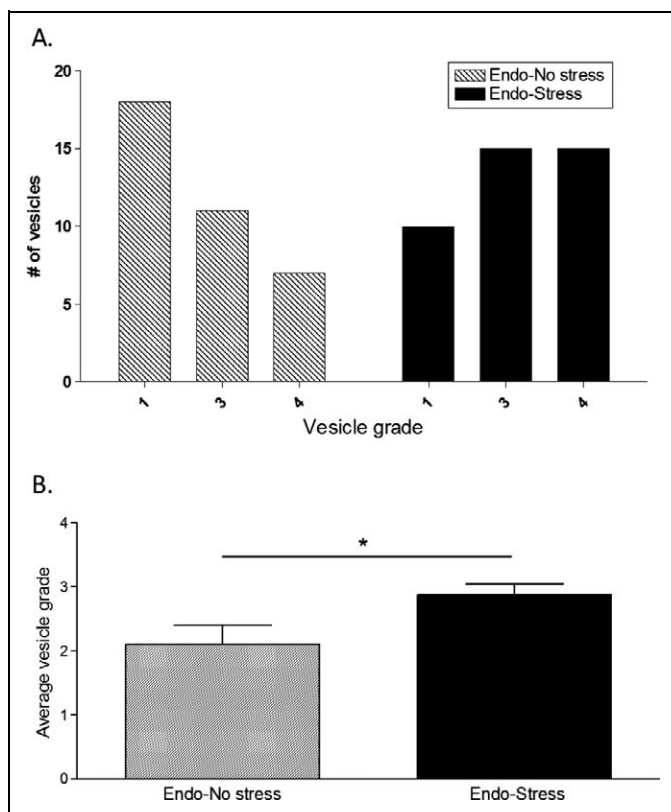 A.
20
15
10
5
0
# of vesicles
Endo-No stress
Endo-Stress
1 3 4 1 3 4
Vesicle grade
B.
4
3
2
1
0
Average vesicle grade
*
Endo-No stress Endo-Stress